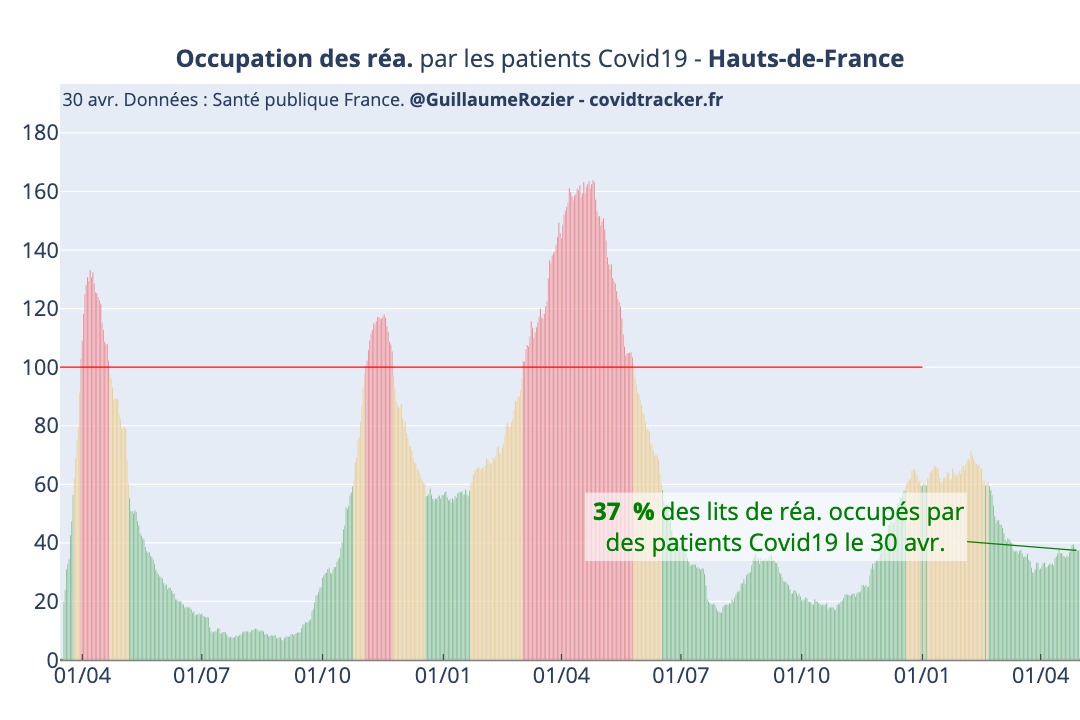 Occupation des réa. par les patients Covid19 - Hauts-de-France
30 avr. Données : Santé publique France. @GuillaumeRozier - covidtracker.fr
180
160
140
120
100
80
60
40
20
0
37 % des lits de réa. occupés par
des patients Covid19 le 30 avr.
01/04 01/07 01/10 01/01 01/04 01/07 01/10 01/01 01/04